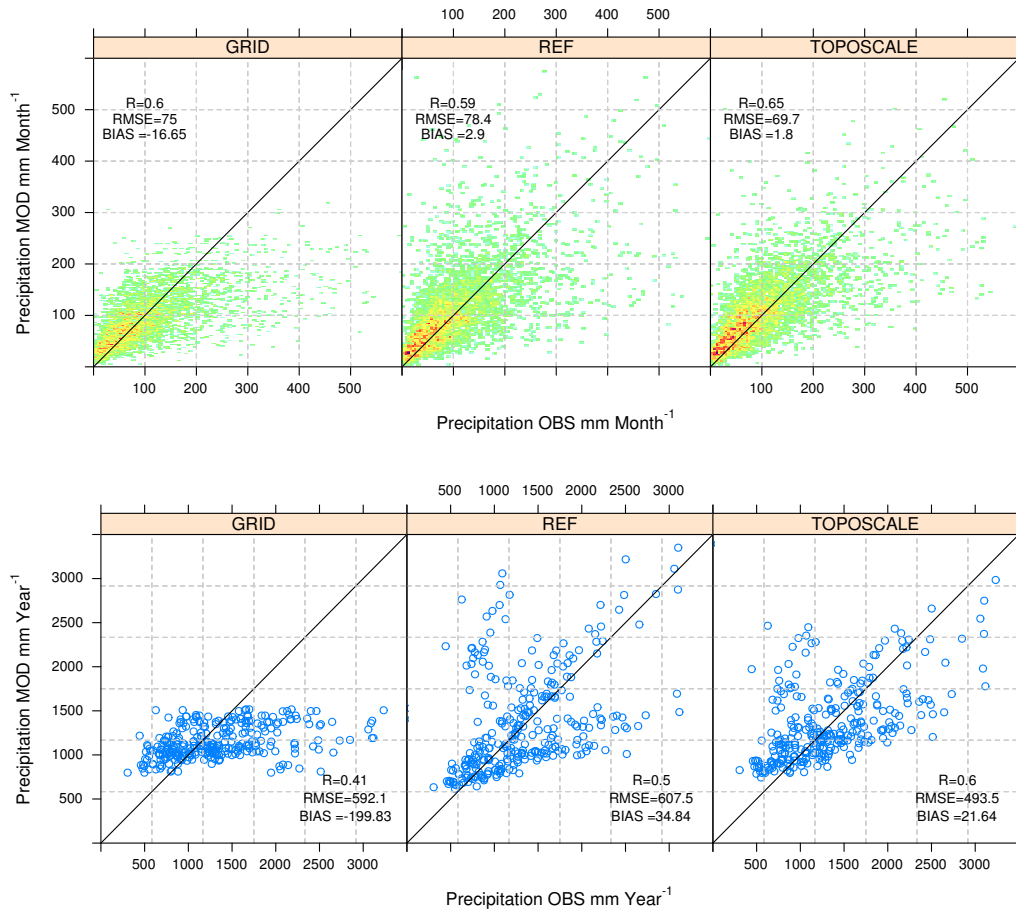 100 200 300 400 500
GRID REF TOPOSCALE
Precipitation MOD mm Month-1
500
400
300
200
100
R=0.6
RMSE=75
BIAS =-16.65
R=0.59
RMSE=78.4
BIAS =2.9
R=0.65
RMSE=69.7
BIAS =1.8
100 200 300 400 500 100 200 300 400 500
Precipitation OBS mm Month-1
500 1000 1500 2000 2500 3000
GRID REF TOPOSCALE
Precipitation MOD mm Year-1
3000
2500
2000
1500
1000
500
R=0.41
RMSE=592.1
BIAS =-199.83
R=0.5
RMSE=607.5
BIAS =34.84
R=0.6
RMSE=493.5
BIAS =21.64
500 1000 1500 2000 2500 3000 500 1000 1500 2000 2500 3000
Precipitation OBS mm Year-1